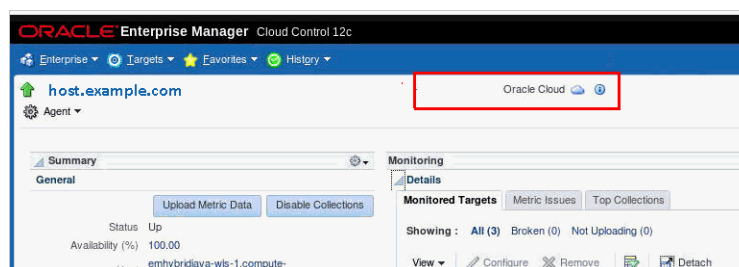 ORACLE Enterprise Manager Cloud Control 12c
Enterprise Targets Favorites History
host.example.com Oracle Cloud
Agent
Summary
General
Upload Metric Data Disable Collections
Status Up
Availability (%) 100.00
emhybridjava-wls-1.compute-
Monitoring
Details
Monitored Targets Metric Issues Top Collections
Showing : All (3) Broken (0) Not Uploading (0)
View Configure Remove Detach